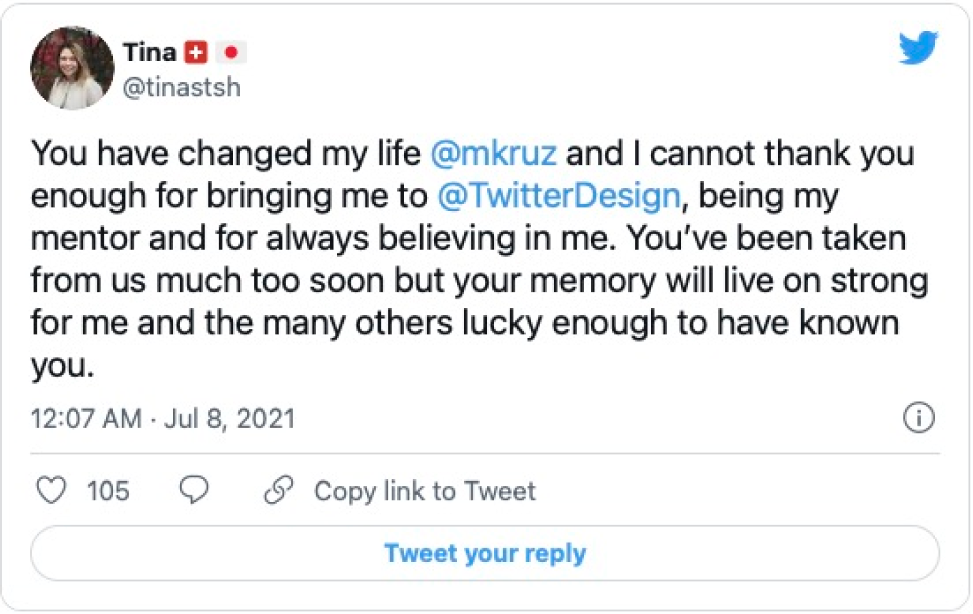 Tina 🇨🇭 🇯🇵
@tinastsh
You have changed my life @mkruz and I cannot thank you
enough for bringing me to @TwitterDesign, being my
mentor and for always believing in me. You’ve been taken
from us much too soon but your memory will live on strong
for me and the many others lucky enough to have known
you.
12:07 AM · Jul 8, 2021
105
Copy link to Tweet
Tweet your reply